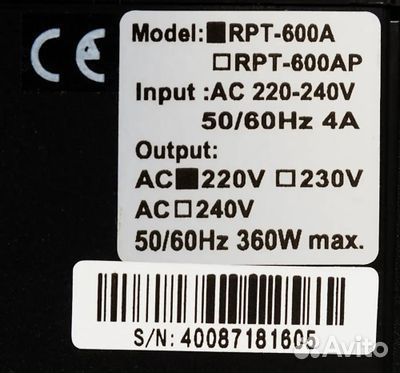 CE
Model:■RPT-600A
□RPT-600AP
Input :AC 220-240V
50/60Hz 4A
Output:
AC■220V □230V
AC□240V
50/60Hz 360W max.
S/N: 40087181605
Avito